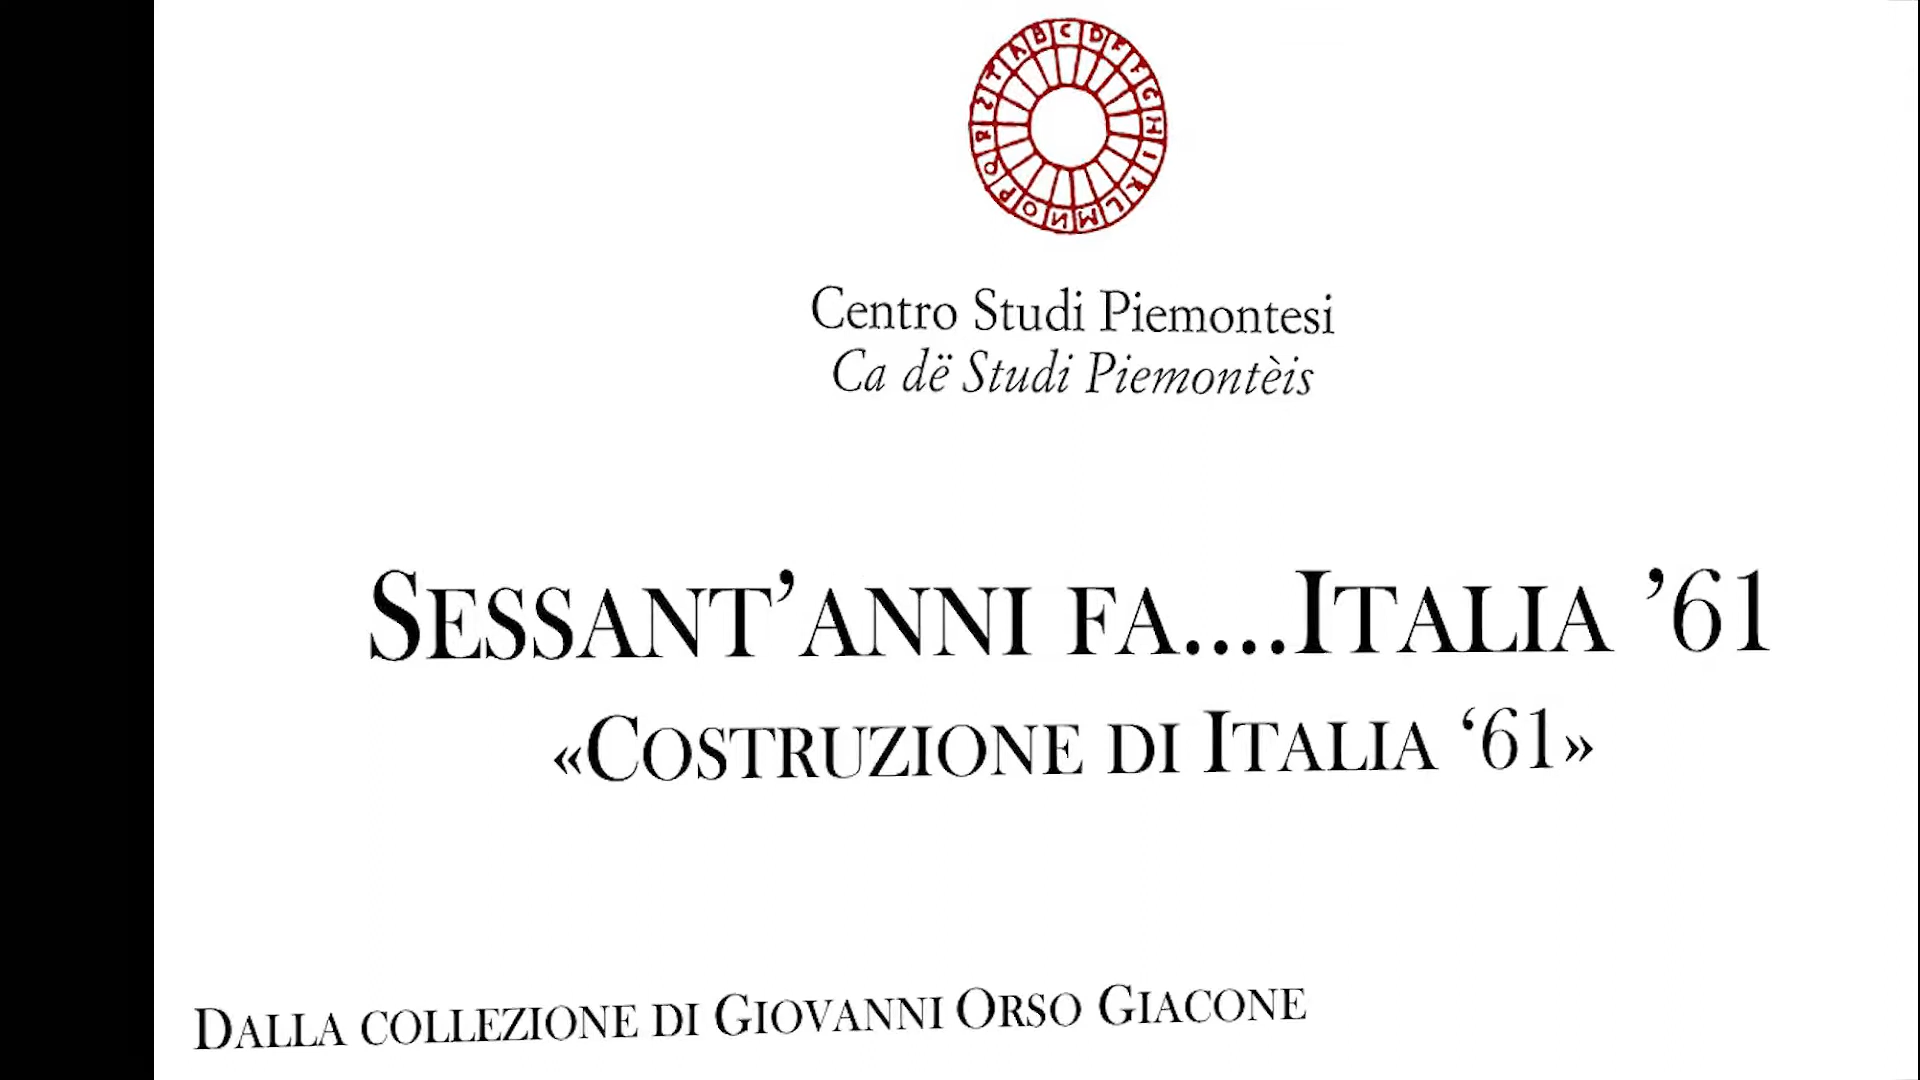 A B C D E F G H I K L M N O P Q R S T
Centro Studi Piemontesi
Ca dë Studi Piemontèis
SESSANT’ANNI FA....ITALIA ’61
«COSTRUZIONE DI ITALIA ‘61»
DALLA COLLEZIONE DI GIOVANNI ORSO GIACONE